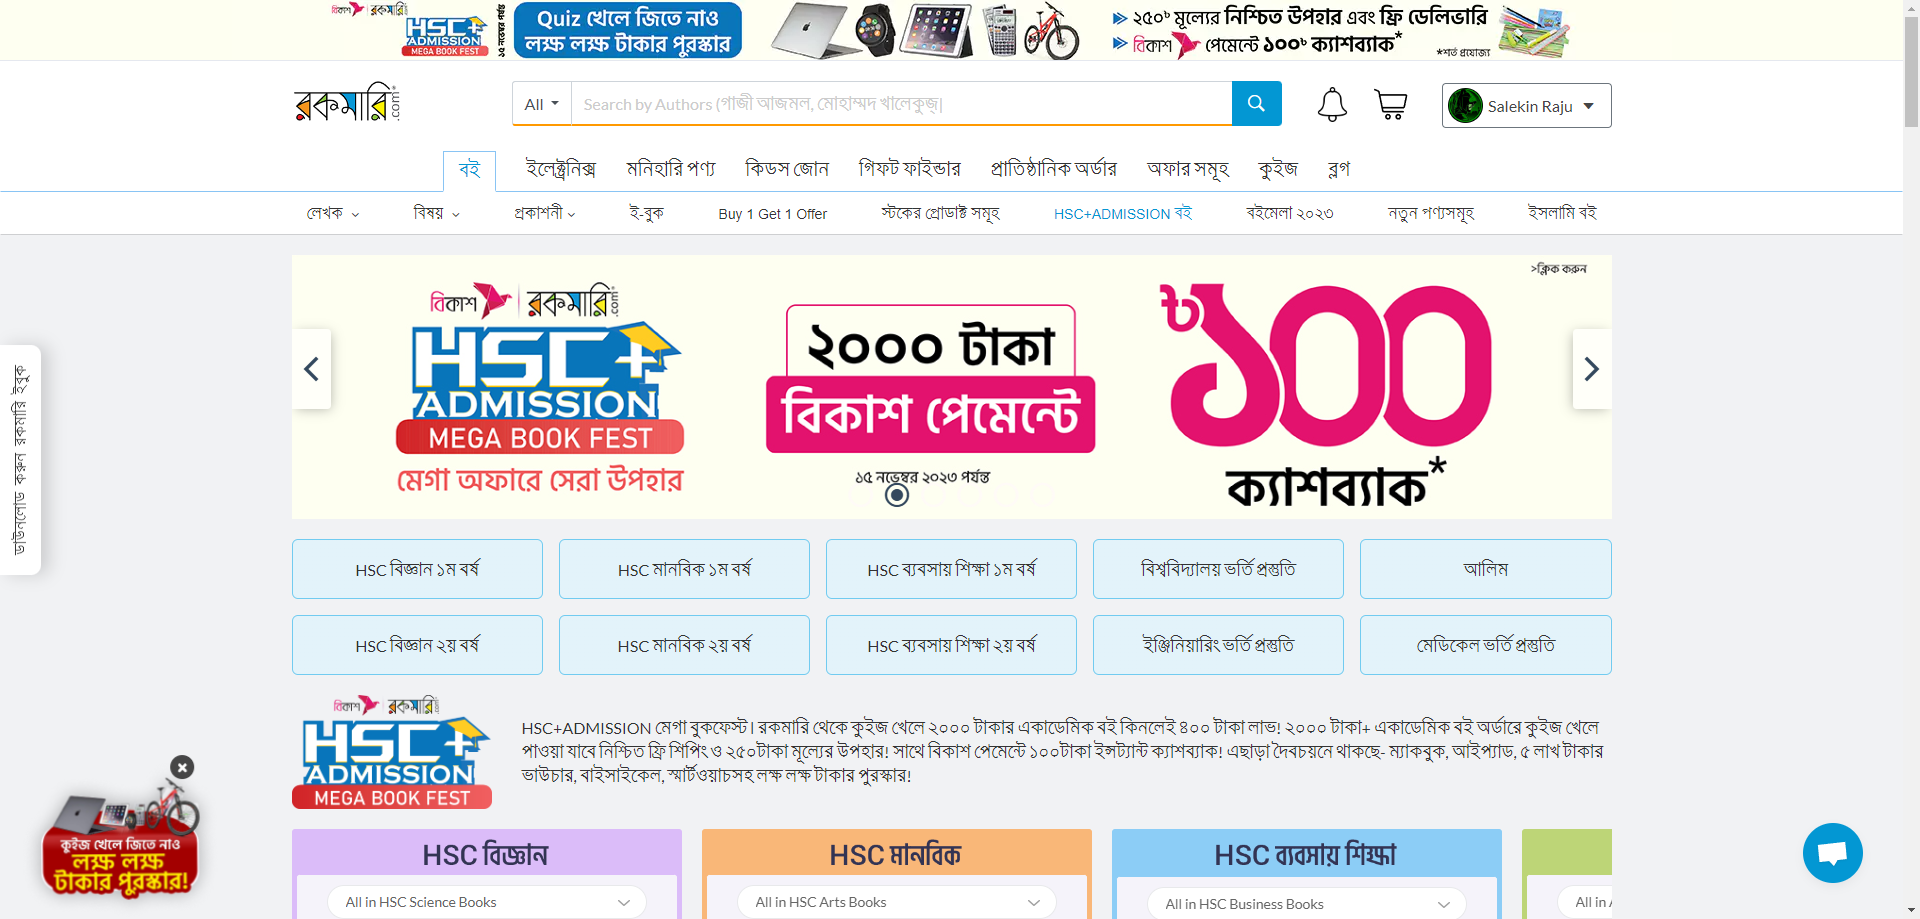 বিকাশ | রকমারি
HSC+
ADMISSION
MEGA BOOK FEST
Quiz খেলে জিতে নাও
লক্ষ লক্ষ টাকার পুরস্কার
২৫০৳ মূল্যের নিশ্চিত উপহার এবং ফ্রি ডেলিভারি
বিকাশ পেমেন্টে ১০০৳ ক্যাশব্যাক*
*শর্ত প্রযোজ্য
রকমারি.com
All
Search by Authors (গাজী আজমল, মোহাম্মদ খালেকুজ্|
Salekin Raju
বই
ইলেক্ট্রনিক্স
মনিহারি পণ্য
কিডস জোন
গিফট ফাইন্ডার
প্রাতিষ্ঠানিক অর্ডার
অফার সমূহ
কুইজ
ব্লগ
লেখক
বিষয়
প্রকাশনী
ই-বুক
Buy 1 Get 1 Offer
স্টকের প্রোডাক্ট সমূহ
HSC+ADMISSION বই
বইমেলা ২০২৩
নতুন পণ্যসমূহ
ইসলামি বই
>ক্লিক করুন
বিকাশ | রকমারি.com
HSC+
ADMISSION
MEGA BOOK FEST
মেগা অফারে সেরা উপহার
২০০০ টাকা
বিকাশ পেমেন্টে
১৫ নভেম্বর ২০২৩ পর্যন্ত
৳১০০
ক্যাশব্যাক*
ডাউনলোড করুন রকমারি ইবুক
HSC বিজ্ঞান ১ম বর্ষ
HSC মানবিক ১ম বর্ষ
HSC ব্যবসায় শিক্ষা ১ম বর্ষ
বিশ্ববিদ্যালয় ভর্তি প্রস্তুতি
আলিম
HSC বিজ্ঞান ২য় বর্ষ
HSC মানবিক ২য় বর্ষ
HSC ব্যবসায় শিক্ষা ২য় বর্ষ
ইঞ্জিনিয়ারিং ভর্তি প্রস্তুতি
মেডিকেল ভর্তি প্রস্তুতি
বিকাশ | রকমারি
HSC+
ADMISSION
MEGA BOOK FEST
HSC+ADMISSION মেগা বুকফেস্ট। রকমারি থেকে কুইজ খেলে ২০০০ টাকার একাডেমিক বই কিনলেই ৪০০ টাকা লাভ! ২০০০ টাকা+ একাডেমিক বই অর্ডারে কুইজ খেলে
পাওয়া যাবে নিশ্চিত ফ্রি শিপিং ও ২৫০টাকা মূল্যের উপহার! সাথে বিকাশ পেমেন্টে ১০০টাকা ইন্সট্যান্ট ক্যাশব্যাক! এছাড়া দৈবচয়নে থাকছে- ম্যাকবুক, আইপ্যাড, ৫ লাখ টাকার
ভাউচার, বাইসাইকেল, স্মার্টওয়াচসহ লক্ষ লক্ষ টাকার পুরস্কার!
কুইজ খেলে জিতে নাও
লক্ষ লক্ষ
টাকার পুরস্কার!
HSC বিজ্ঞান
HSC মানবিক
HSC ব্যবসায় শিক্ষা
All in HSC Science Books
All in HSC Arts Books
All in HSC Business Books
All in